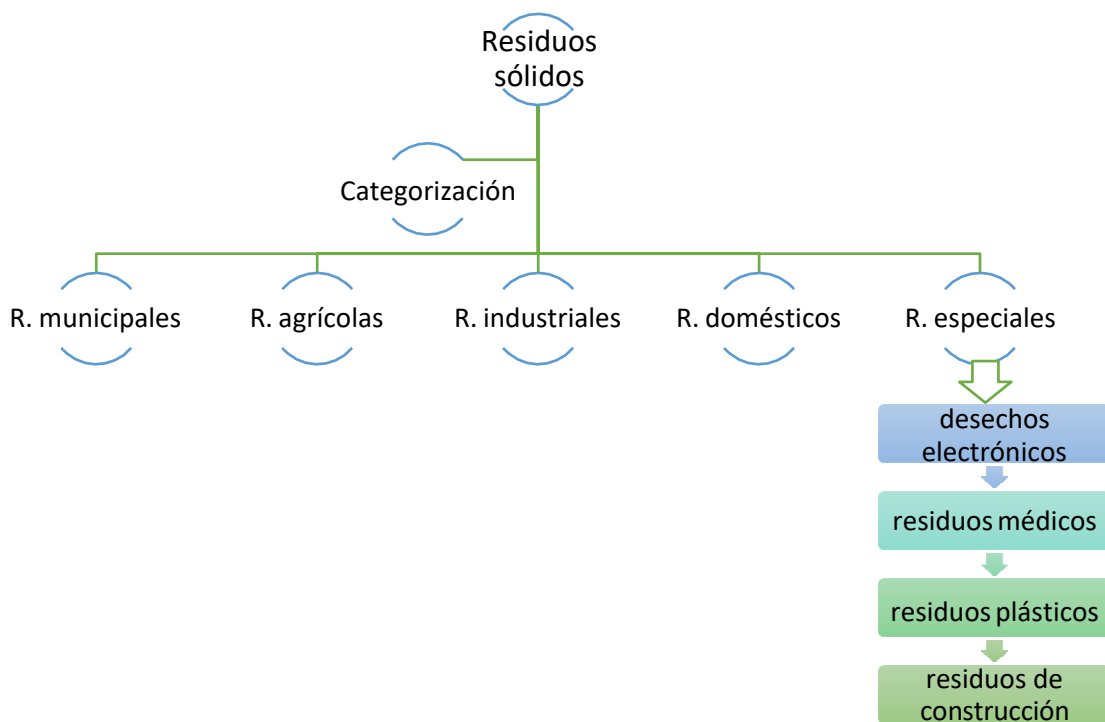 Residuos
sólidos
Categorización
R. municipales
R. agrícolas
R. industriales
R. domésticos
R. especiales
desechos
electrónicos
residuos médicos
residuos plásticos
residuos de
construcción